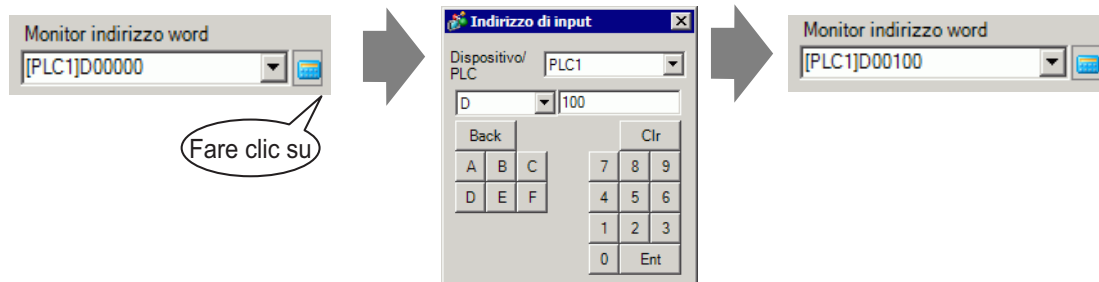 Monitor indirizzo word
[PLC1]D00000
Fare clic su
Indirizzo di input
Dispositivo/
PLC
PLC1
D
100
Back
Clr
A B C
7 8 9
D E F
4 5 6
1 2 3
0 Ent
Monitor indirizzo word
[PLC1]D00100